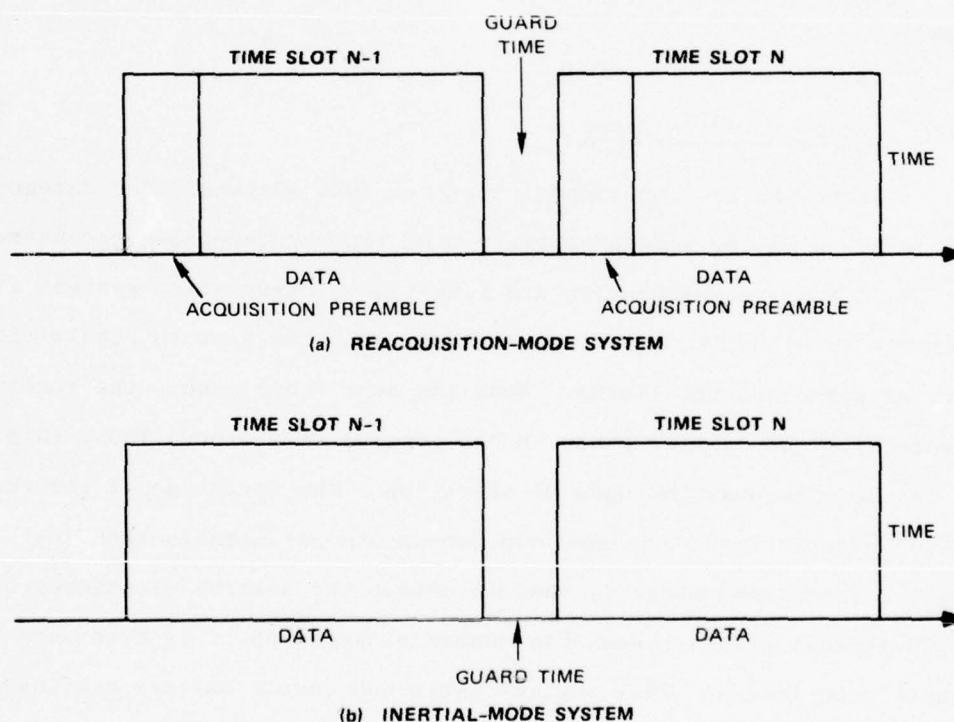 GUARD
TIME
TIME SLOT N-1
TIME SLOT N
TIME
DATA
DATA
ACQUISITION PREAMBLE
ACQUISITION PREAMBLE
(a) REACQUISITION-MODE SYSTEM
TIME SLOT N-1
TIME SLOT N
TIME
DATA
DATA
GUARD TIME
(b) INERTIAL-MODE SYSTEM